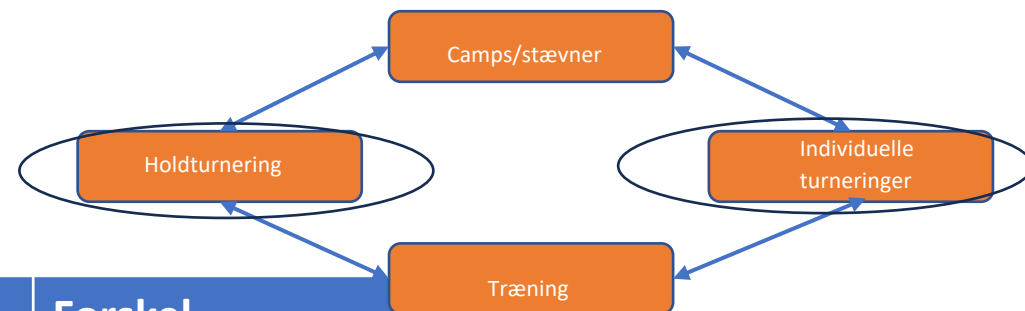 Camps/stævner
Holdturnering
Individuelle
turneringer
Træning
Forskel